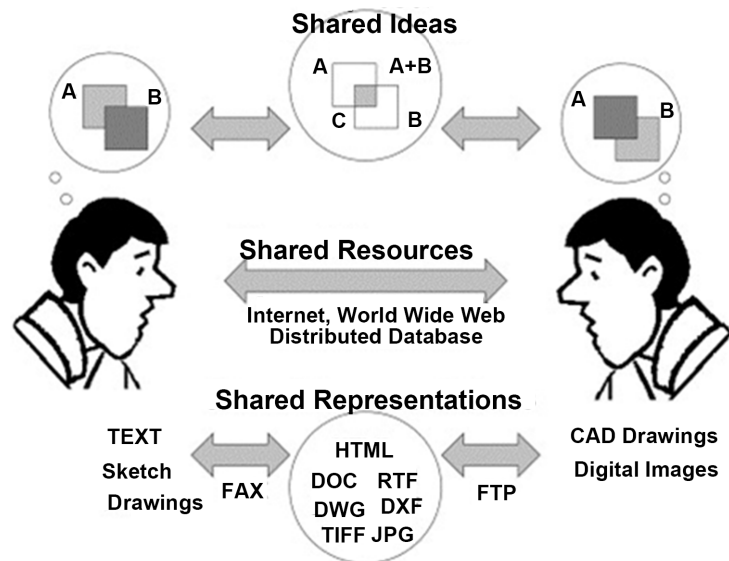 Shared Ideas
A B
A A+B
C B
A B
Shared Resources
Internet, World Wide Web
Distributed Database
Shared Representations
TEXT
Sketch
Drawings
FAX
HTML
DOC RTF
DWG DXF
TIFF JPG
FTP
CAD Drawings
Digital Images